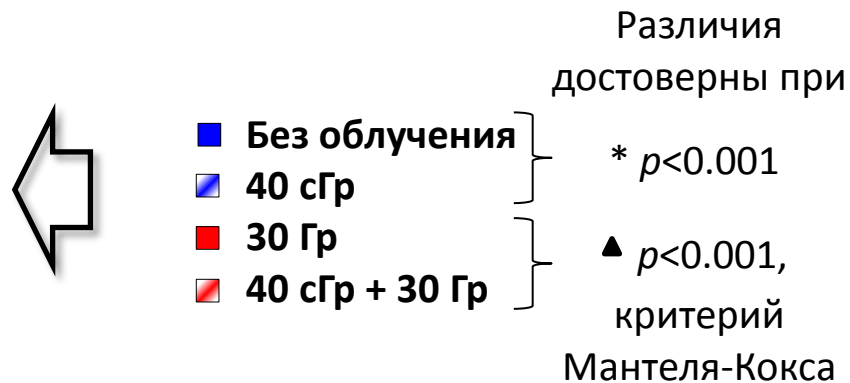 Различия
достоверны при
Без облучения
* p<0.001
40 сГр
30 Гр
▲ p<0.001,
40 сГр + 30 Гр
критерий
Мантеля-Кокса